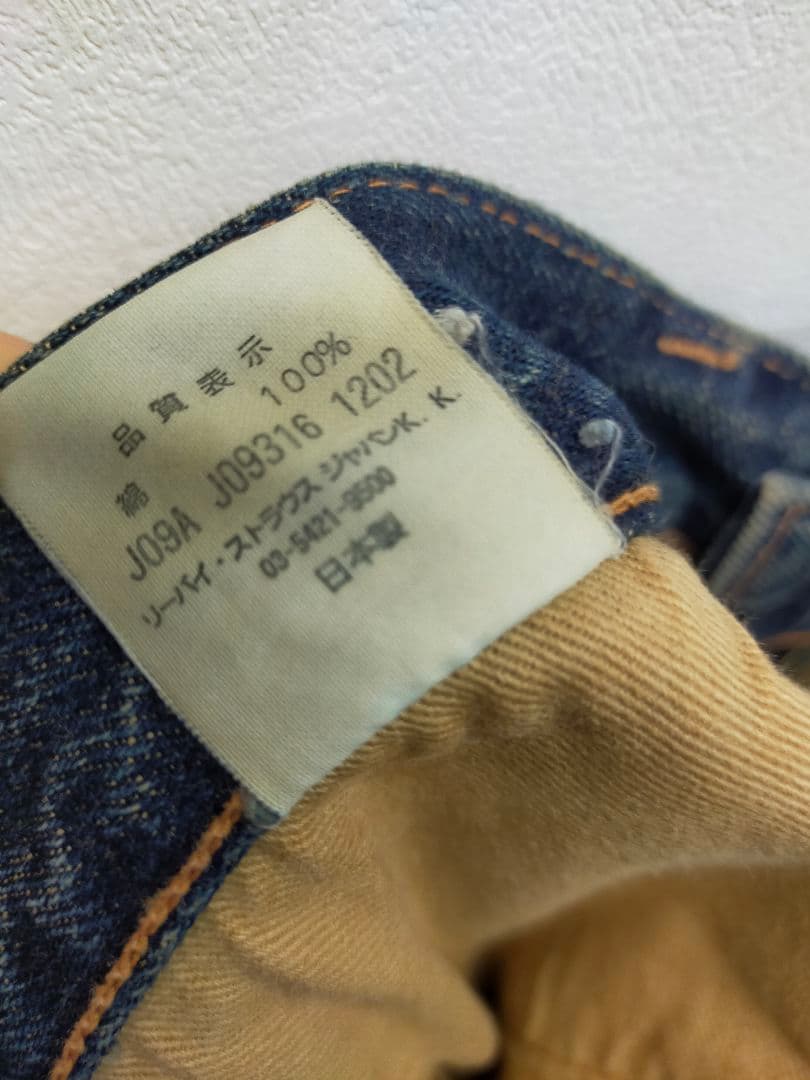 品質表示
綿 100%
J09A J09316 1202
リーバイ・ストラウス ジャパンK.K.
03-5421-9500
日本製